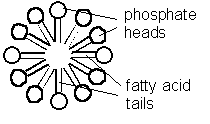 phosphate
heads
fatty acid
tails